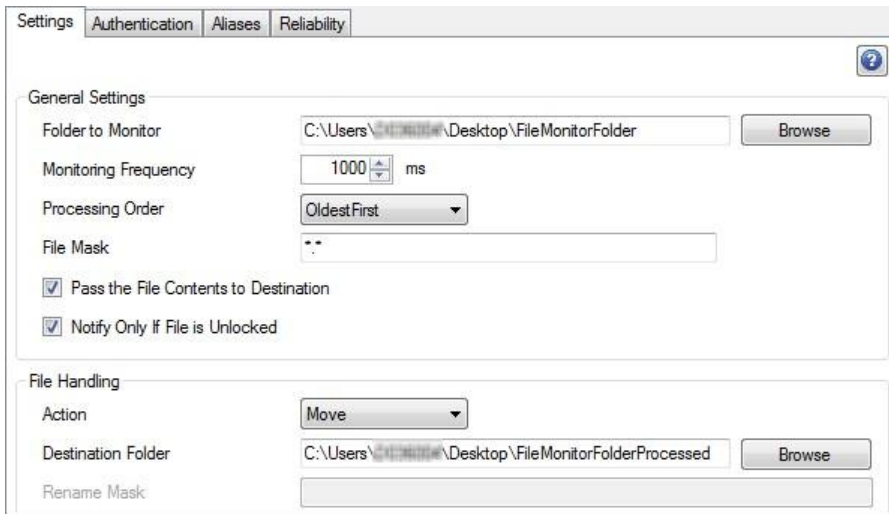 Settings Authentication Aliases Reliability
?
General Settings
Folder to Monitor C:\Users\ \Desktop\FileMonitorFolder Browse
Monitoring Frequency 1000 ms
Processing Order OldestFirst
File Mask *.*
Pass the File Contents to Destination
Notify Only If File is Unlocked
File Handling
Action Move
Destination Folder C:\Users\ \Desktop\FileMonitorFolderProcessed Browse
Rename Mask